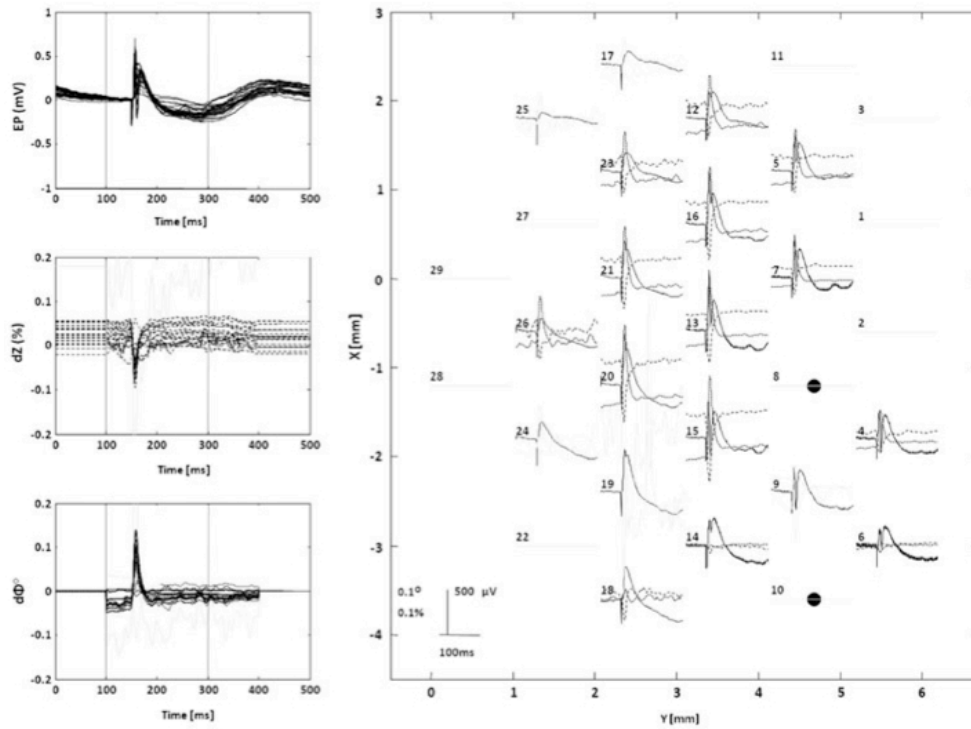 1
0.5
0
-0.5
-1
EP (mV)
0 100 200 300 400 500
Time [ms]
0.2
0.1
0
-0.1
-0.2
dZ (%)
0 100 200 300 400 500
Time [ms]
0.2
0.1
0
-0.1
-0.2
dΦ°
0 100 200 300 400 500
Time [ms]
3
2
1
0
-1
-2
-3
-4
X [mm]
17 11
25 12 3
23 5
27 16 1
29 21 7
26 13 2
28 20 8
24 15 4
19 9
22 14 6
18 10
0.1° 500 μV
0.1%
100ms
0 1 2 3 4 5 6
Y [mm]